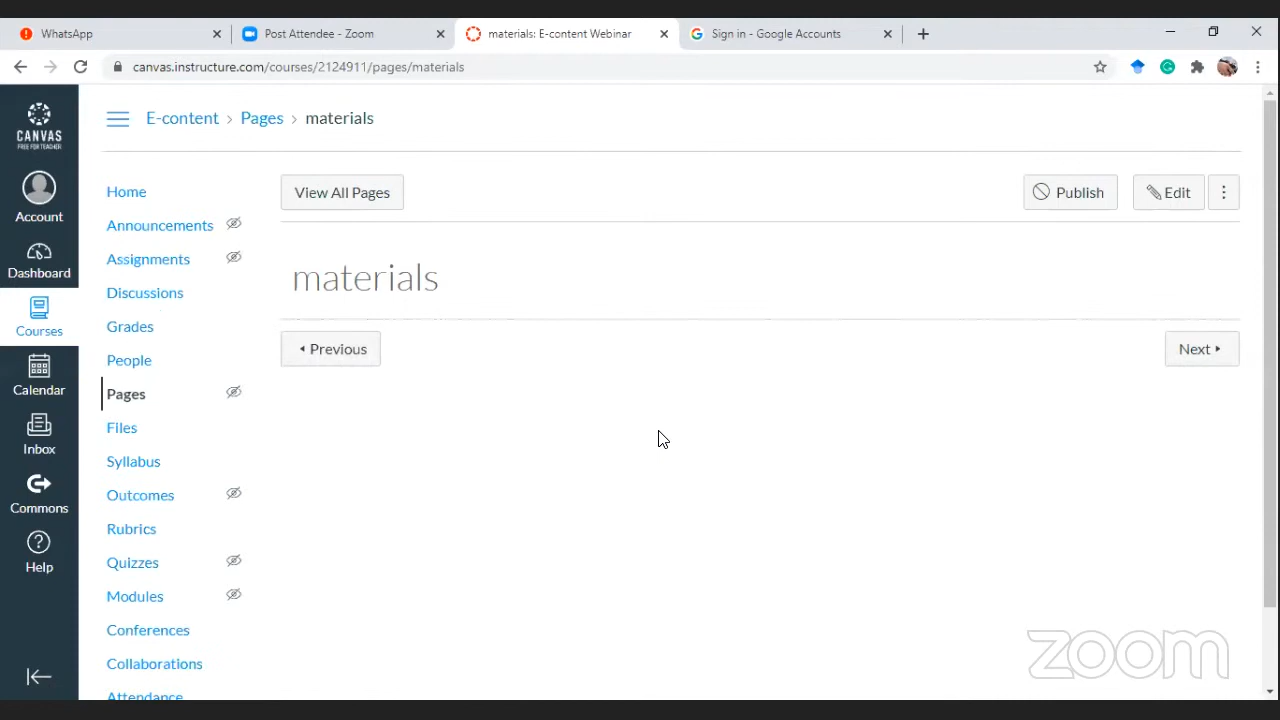 WhatsApp
Post Attendee - Zoom
materials: E-content Webinar
Sign in - Google Accounts
canvas.instructure.com/courses/2124911/pages/materials
CANVAS
FREE FOR TEACHER
Account
Dashboard
Courses
Calendar
Inbox
Commons
Help
E-content › Pages › materials
Home
Announcements
Assignments
Discussions
Grades
People
Pages
Files
Syllabus
Outcomes
Rubrics
Quizzes
Modules
Conferences
Collaborations
Attendance
View All Pages
Publish
Edit
materials
Previous
Next
zoom